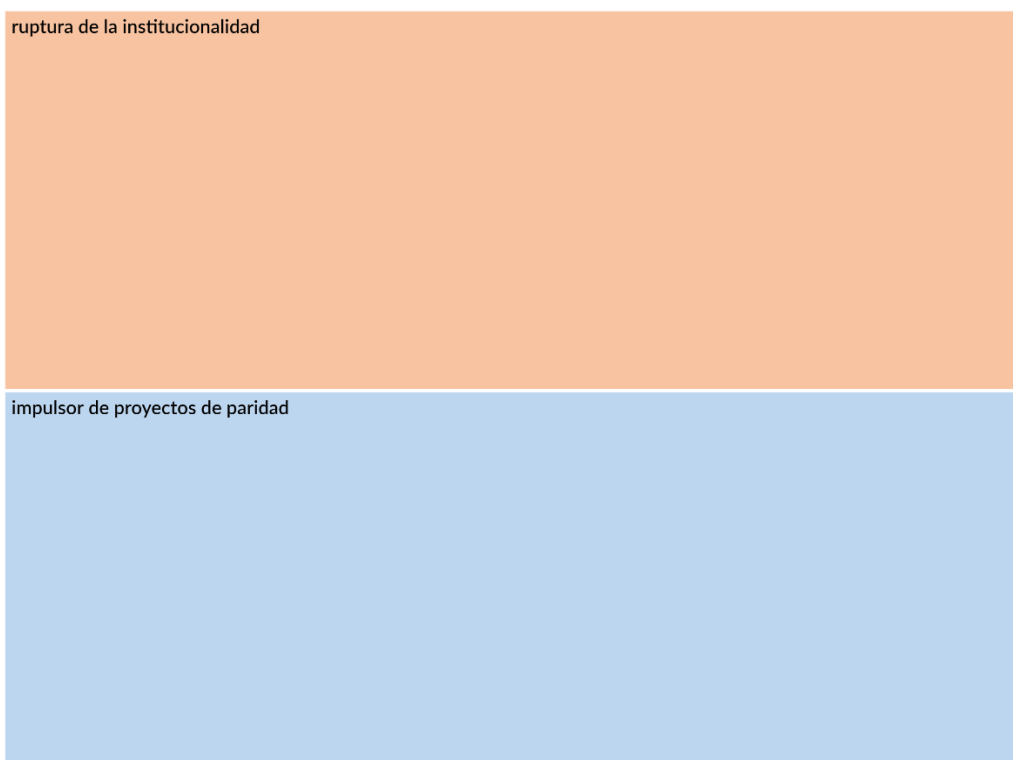 ruptura de la institucionalidad
impulsor de proyectos de paridad